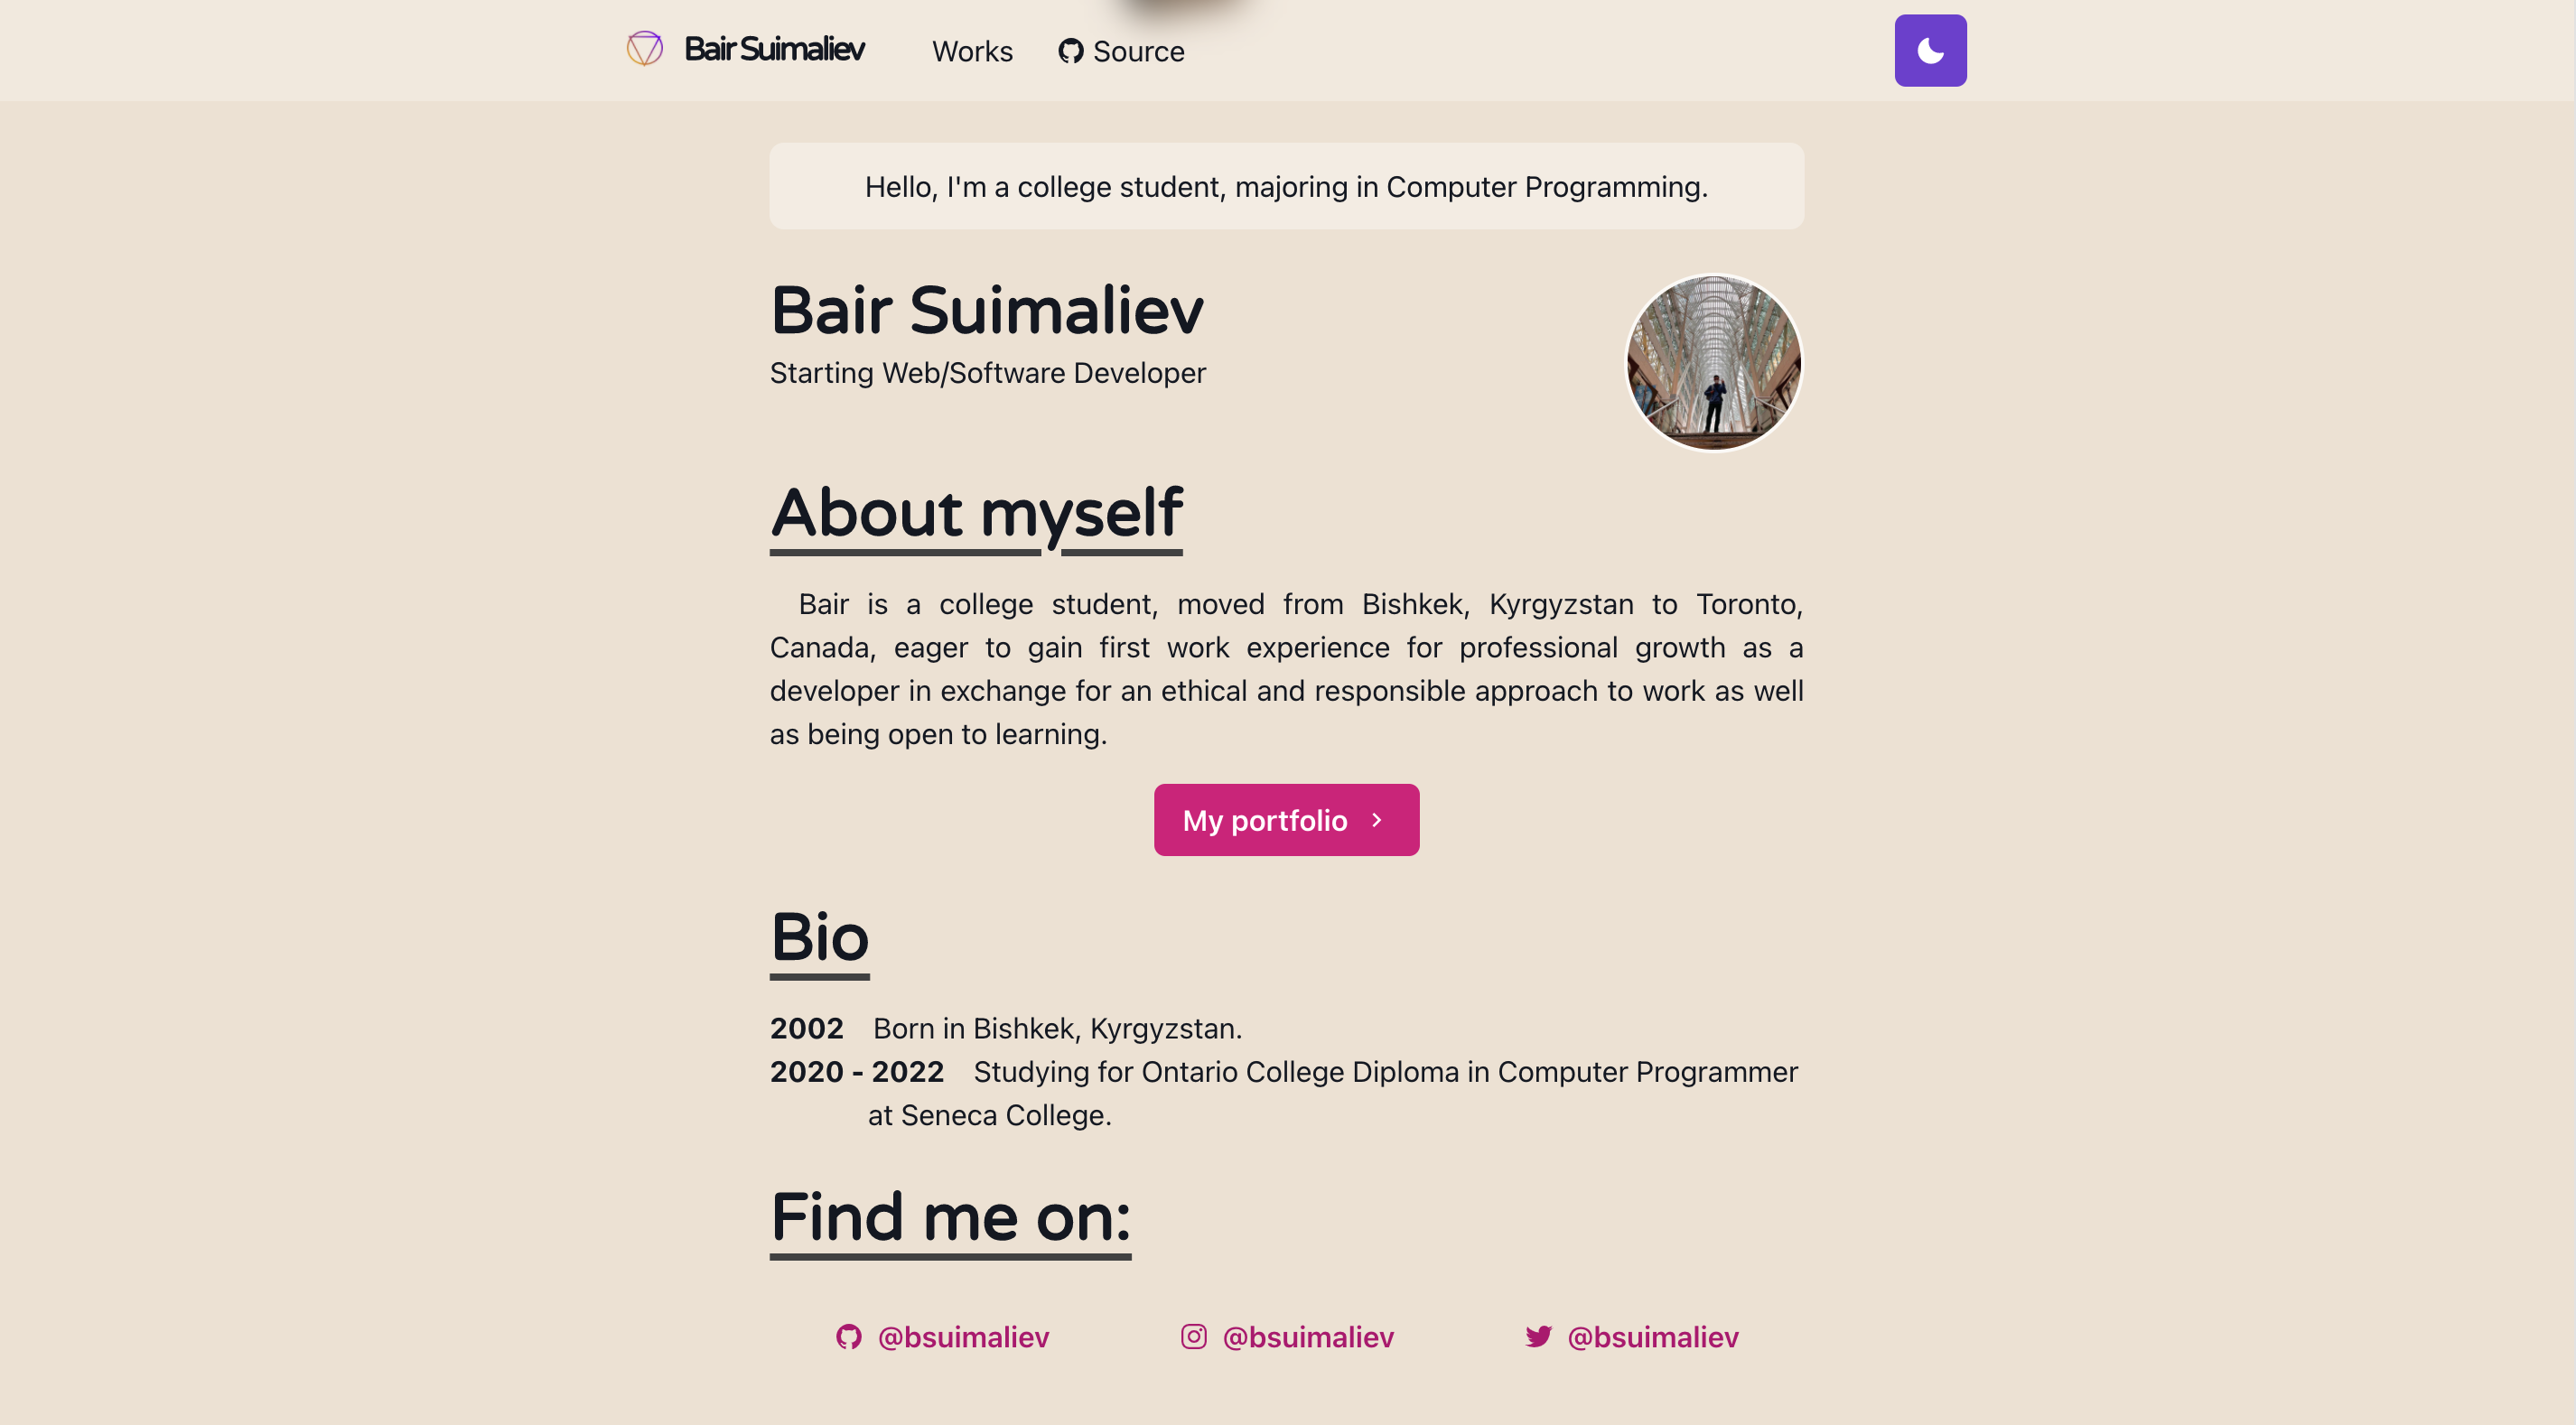 Bair Suimaliev Works Source
Hello, I'm a college student, majoring in Computer Programming.
Bair Suimaliev
Starting Web/Software Developer
About myself
Bair is a college student, moved from Bishkek, Kyrgyzstan to Toronto,
Canada, eager to gain first work experience for professional growth as a
developer in exchange for an ethical and responsible approach to work as well
as being open to learning.
My portfolio
Bio
2002 Born in Bishkek, Kyrgyzstan.
2020 - 2022 Studying for Ontario College Diploma in Computer Programmer
at Seneca College.
Find me on:
@bsuimaliev @bsuimaliev @bsuimaliev